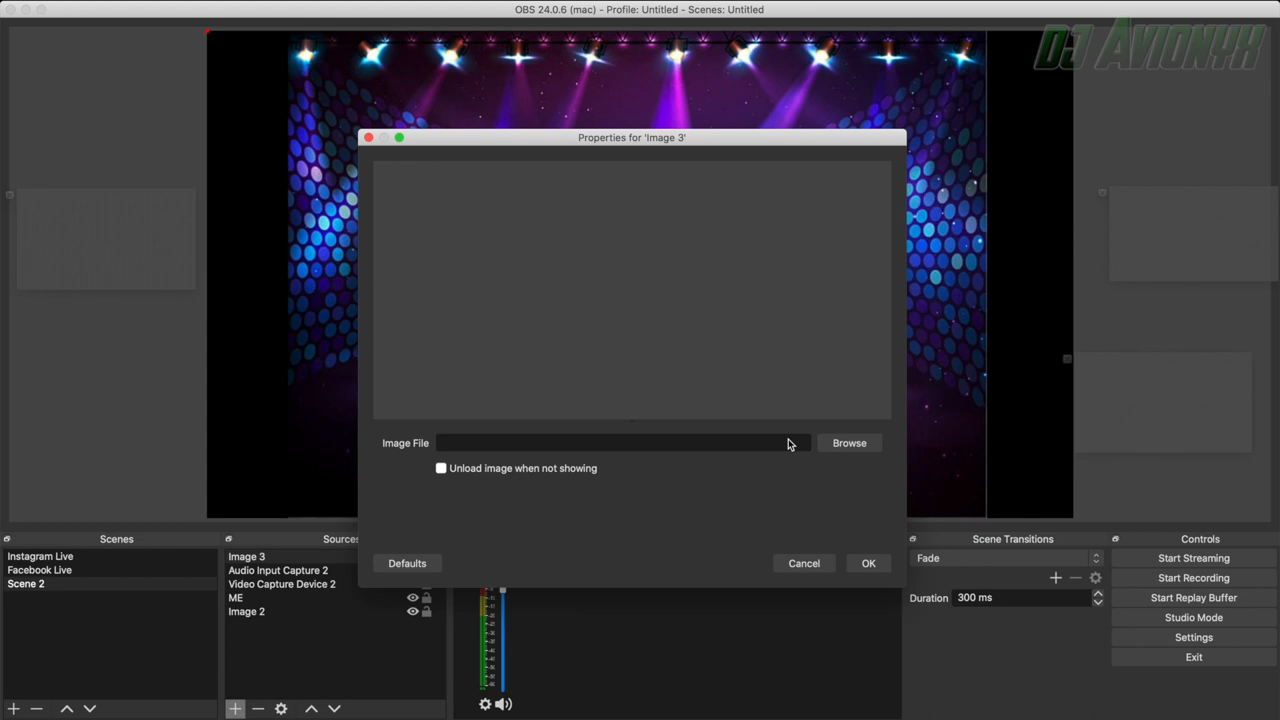 OBS 24.0.6 (mac) - Profile: Untitled - Scenes: Untitled
DJ Avionyx
Properties for 'Image 3'
Image File
Browse
Unload image when not showing
Defaults
Cancel
OK
Scenes
Instagram Live
Facebook Live
Scene 2
Sources
Image 3
Audio Input Capture 2
Video Capture Device 2
ME
Image 2
Scene Transitions
Fade
Duration 300 ms
Controls
Start Streaming
Start Recording
Start Replay Buffer
Studio Mode
Settings
Exit